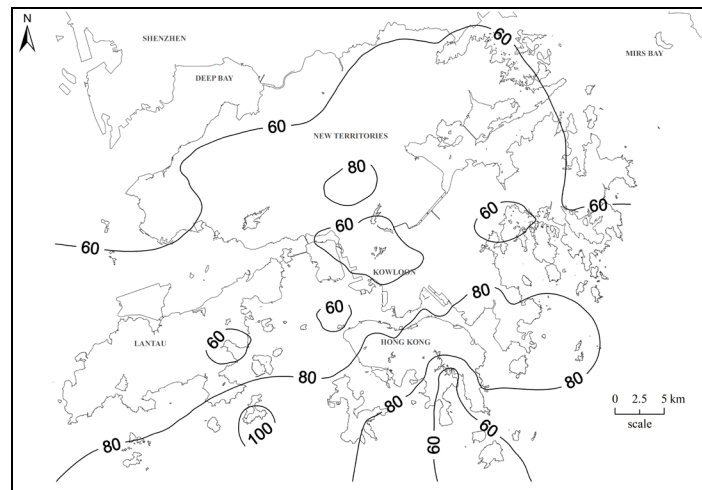 N
SHENZHEN
60
MIRS BAY
DEEP BAY
60
NEW TERRITORIES
80
60
60
60
60
KOWLOON
80
60
60
LANTAU
HONG KONG
80
80
80
0 2.5 5 km
scale
100
60
80
60